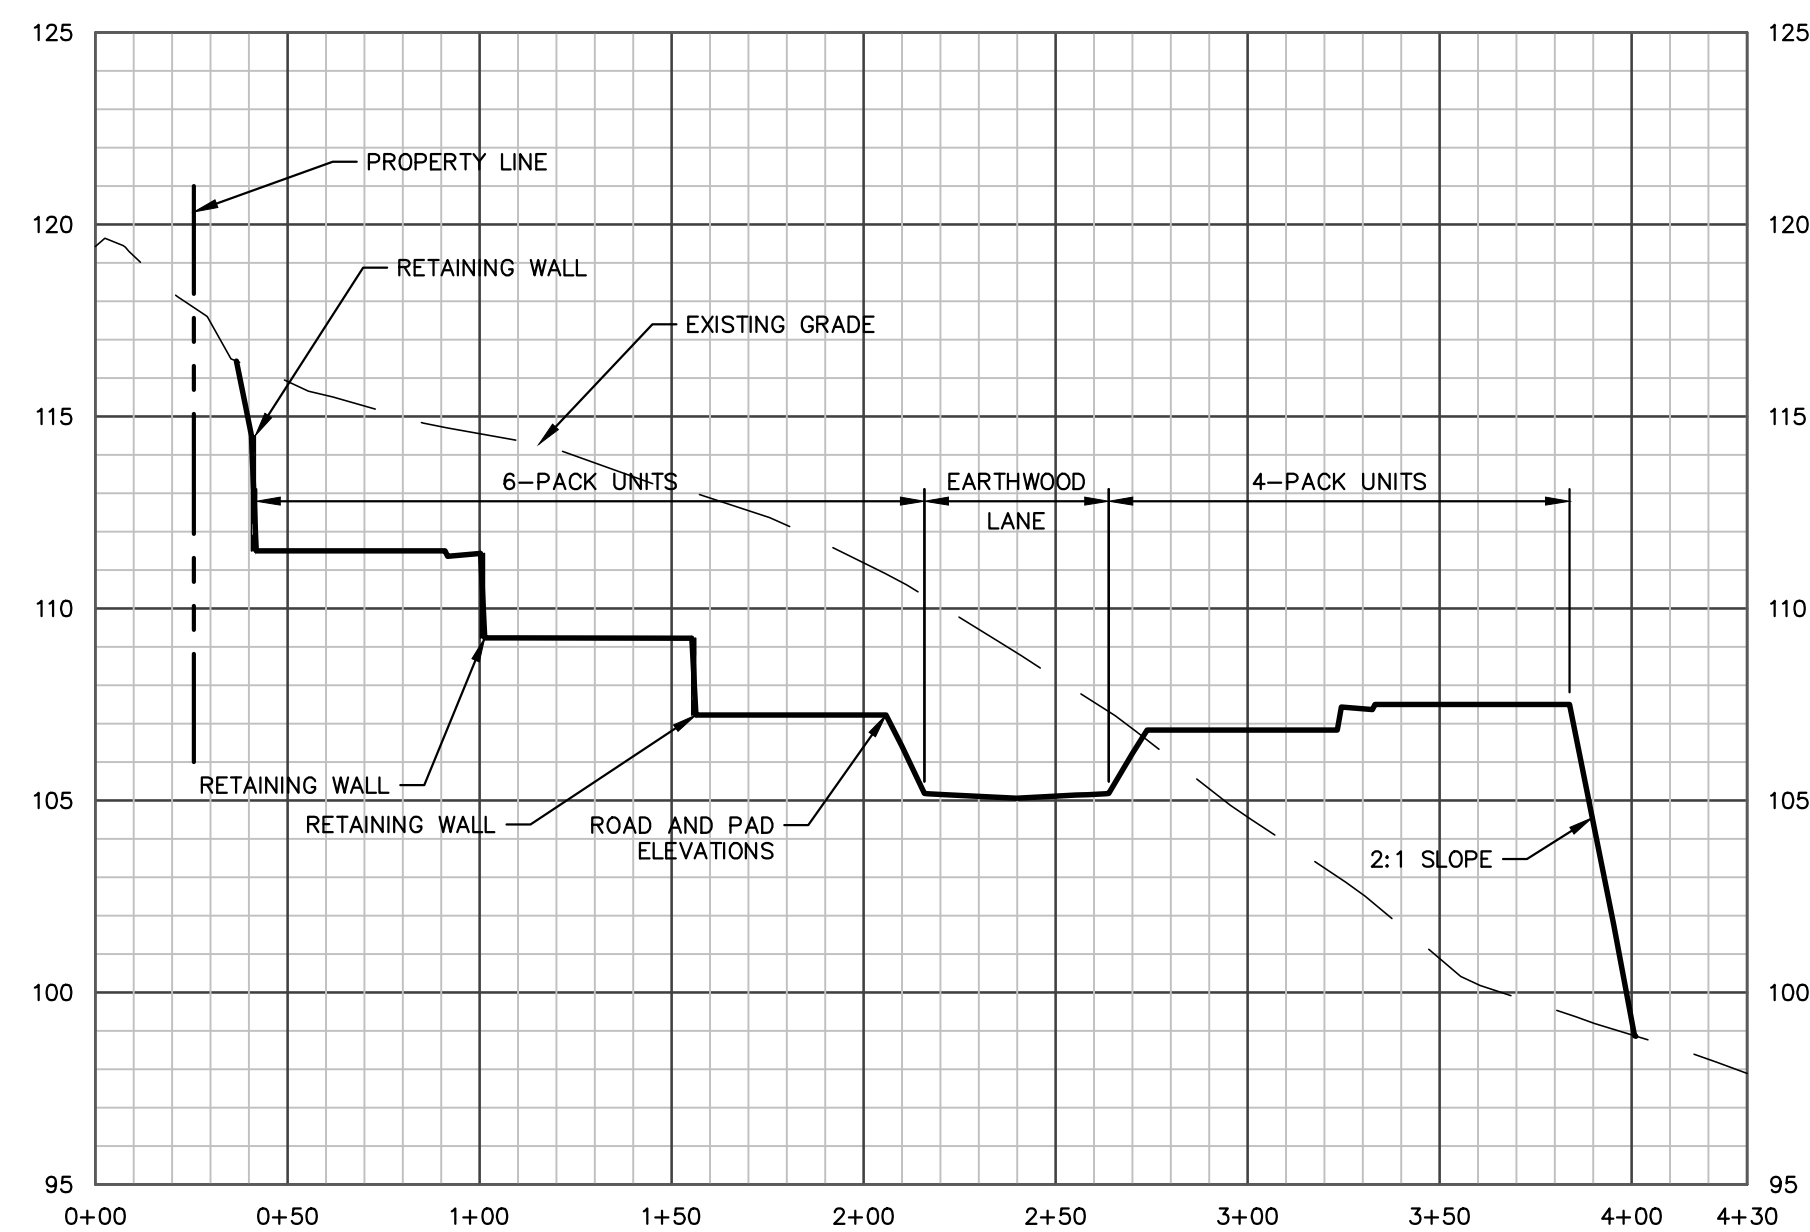 125
125
PROPERTY LINE
120
120
RETAINING WALL
EXISTING GRADE
115
115
6-PACK UNITS
EARTHWOOD
LANE
4-PACK UNITS
110
110
RETAINING WALL
105
105
RETAINING WALL
ROAD AND PAD
ELEVATIONS
2:1 SLOPE
100
100
95
95
0+00 0+50 1+00 1+50 2+00 2+50 3+00 3+50 4+00 4+30